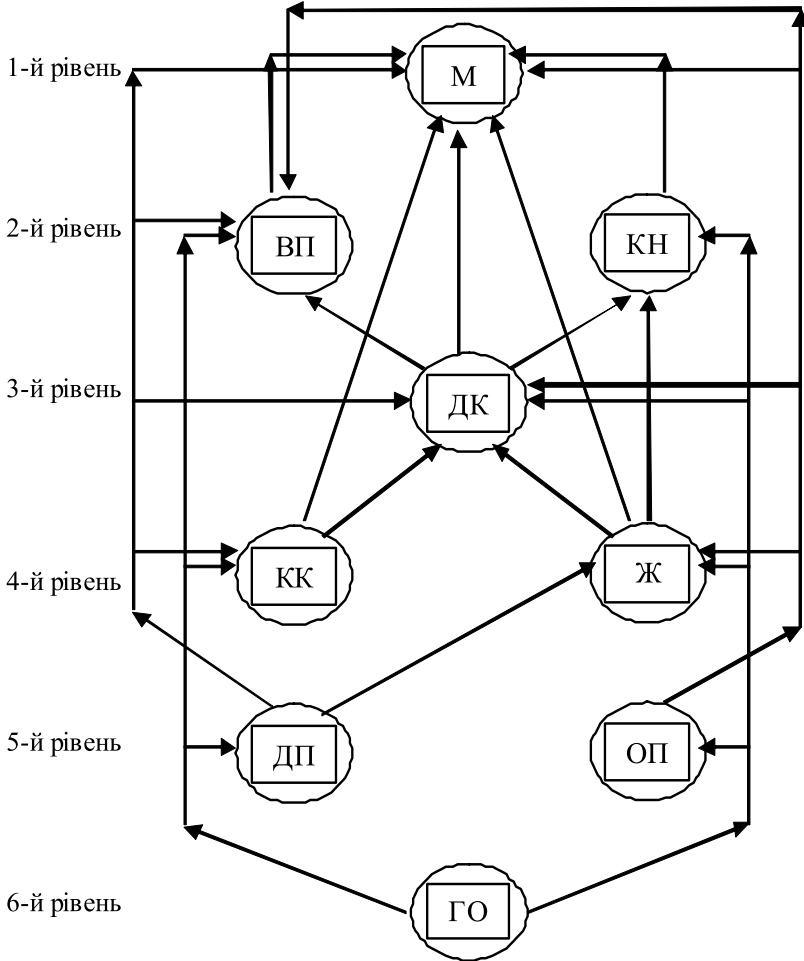 1-й рівень
М
2-й рівень
ВП
КН
3-й рівень
ДК
4-й рівень
КК
Ж
5-й рівень
ДП
ОП
6-й рівень
ГО